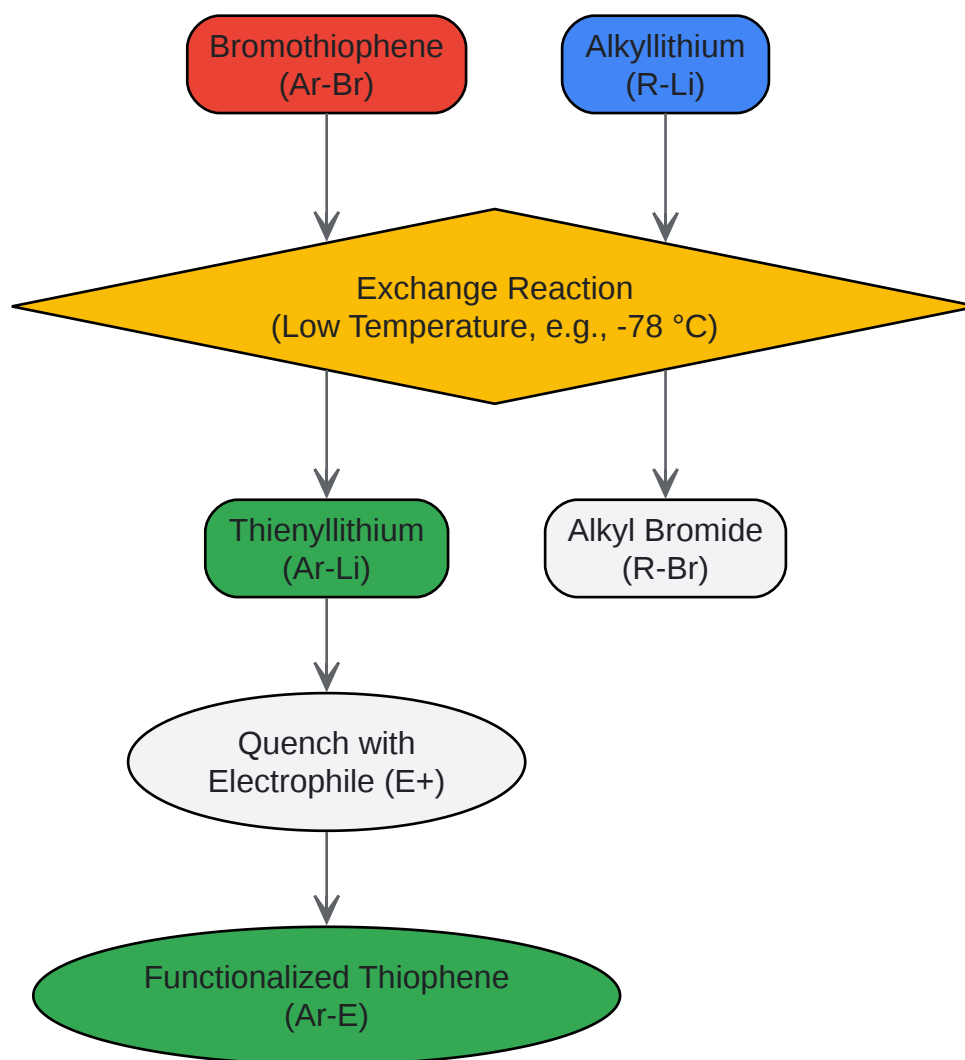 Bromothiophene
(Ar-Br)
Alkyllithium
(R-Li)
Exchange Reaction
(Low Temperature, e.g., -78 °C)
Thienyllithium
(Ar-Li)
Alkyl Bromide
(R-Br)
Quench with
Electrophile (E+)
Functionalized Thiophene
(Ar-E)